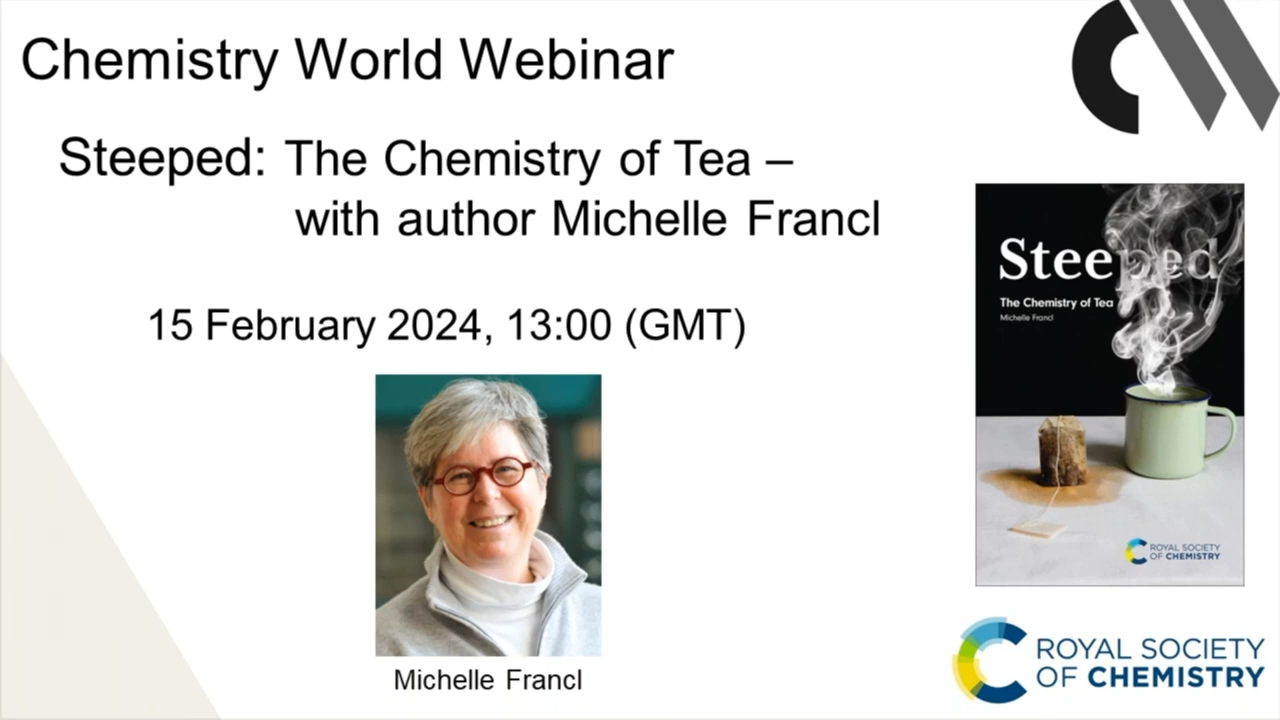 Chemistry World Webinar
Steeped: The Chemistry of Tea –
with author Michelle Francl
15 February 2024, 13:00 (GMT)
Michelle Francl
Steeped
The Chemistry of Tea
Michelle Francl
ROYAL SOCIETY
OF CHEMISTRY
ROYAL SOCIETY
OF CHEMISTRY